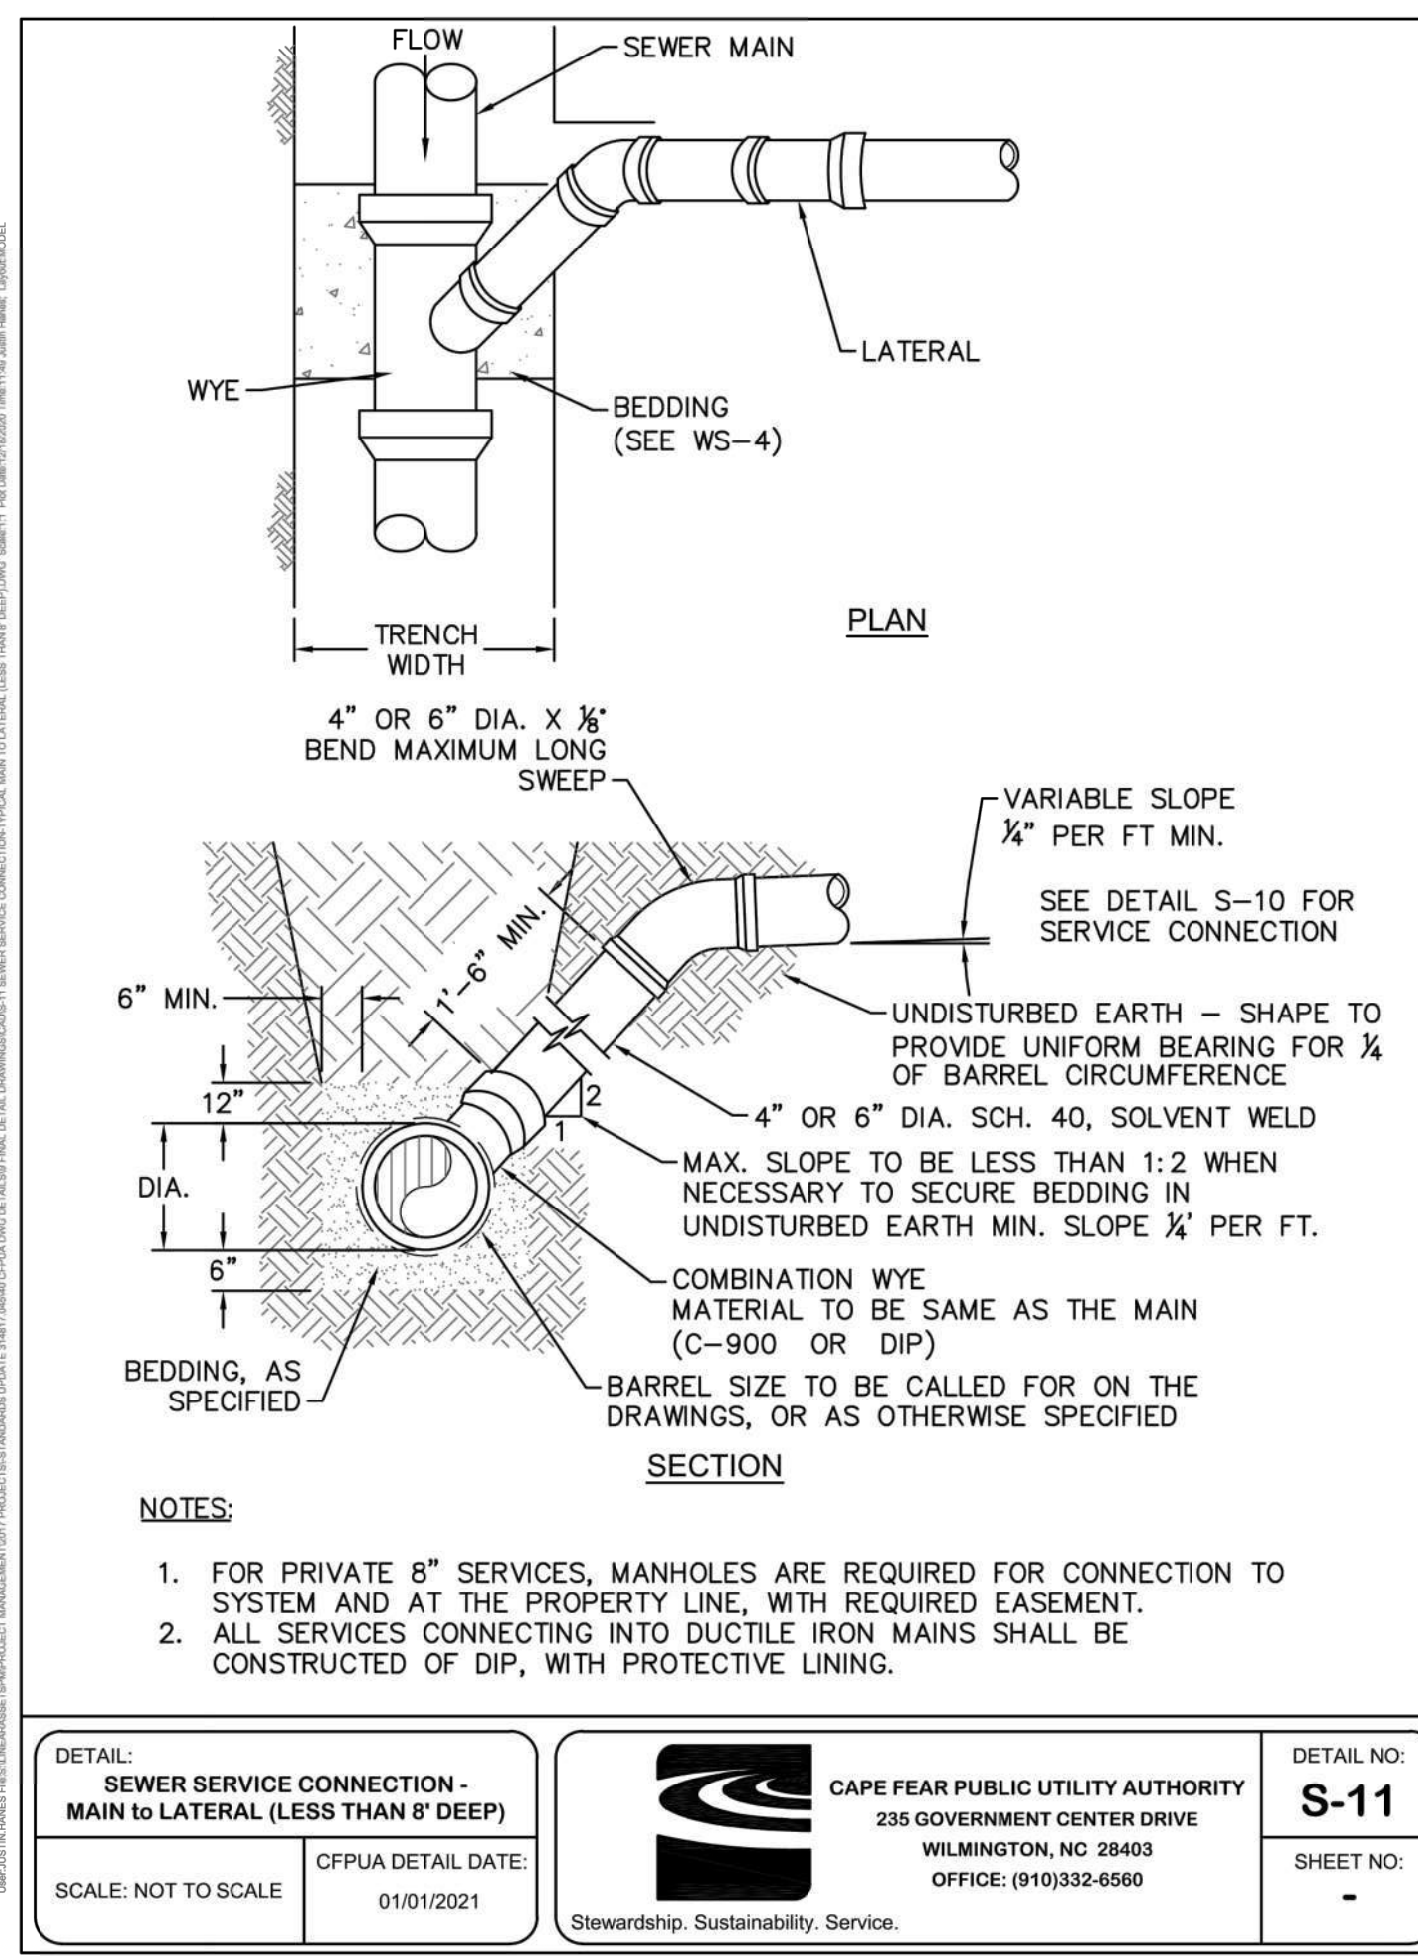 FLOW
SEWER MAIN
LATERAL
WYE
BEDDING
(SEE WS-4)
TRENCH
WIDTH
PLAN
4" OR 6" DIA. X ⅛°
BEND MAXIMUM LONG
SWEEP
VARIABLE SLOPE
¼" PER FT MIN.
SEE DETAIL S-10 FOR
SERVICE CONNECTION
1'-6" MIN.
6" MIN.
UNDISTURBED EARTH - SHAPE TO
PROVIDE UNIFORM BEARING FOR ¼
OF BARREL CIRCUMFERENCE
12"
2
1
4" OR 6" DIA. SCH. 40, SOLVENT WELD
DIA.
MAX. SLOPE TO BE LESS THAN 1:2 WHEN
NECESSARY TO SECURE BEDDING IN
UNDISTURBED EARTH MIN. SLOPE ¼' PER FT.
6"
COMBINATION WYE
MATERIAL TO BE SAME AS THE MAIN
(C-900 OR DIP)
BEDDING, AS
SPECIFIED
BARREL SIZE TO BE CALLED FOR ON THE
DRAWINGS, OR AS OTHERWISE SPECIFIED
SECTION
NOTES:
1. FOR PRIVATE 8" SERVICES, MANHOLES ARE REQUIRED FOR CONNECTION TO
SYSTEM AND AT THE PROPERTY LINE, WITH REQUIRED EASEMENT.
2. ALL SERVICES CONNECTING INTO DUCTILE IRON MAINS SHALL BE
CONSTRUCTED OF DIP, WITH PROTECTIVE LINING.
DETAIL:
SEWER SERVICE CONNECTION -
MAIN to LATERAL (LESS THAN 8' DEEP)
SCALE: NOT TO SCALE
CFPUA DETAIL DATE:
01/01/2021
Stewardship. Sustainability. Service.
CAPE FEAR PUBLIC UTILITY AUTHORITY
235 GOVERNMENT CENTER DRIVE
WILMINGTON, NC 28403
OFFICE: (910)332-6560
DETAIL NO:
S-11
SHEET NO:
-